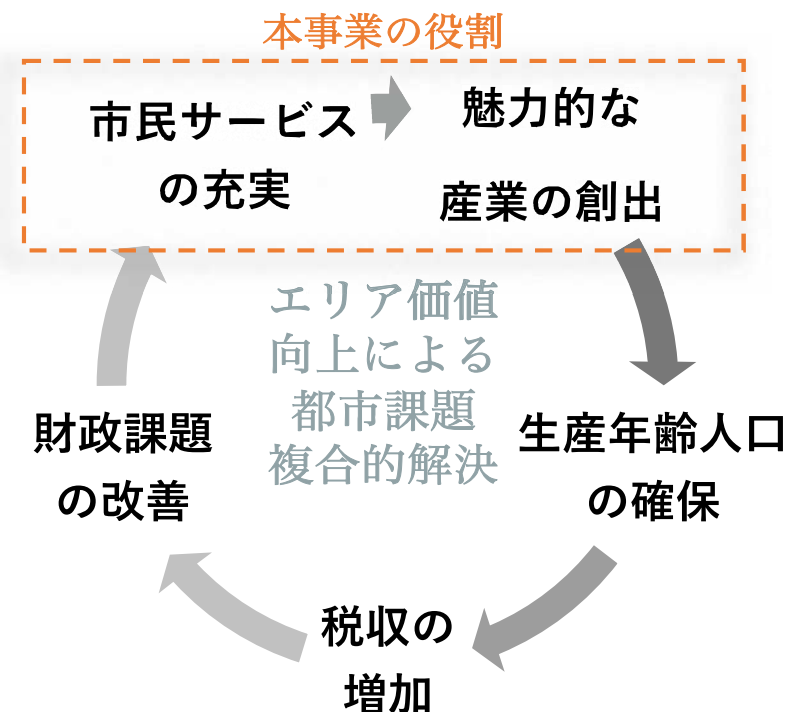 本事業の役割
市民サービス
の充実
魅力的な
産業の創出
エリア価値
向上による
都市課題
複合的解決
生産年齢人口
の確保
税収の
増加
財政課題
の改善